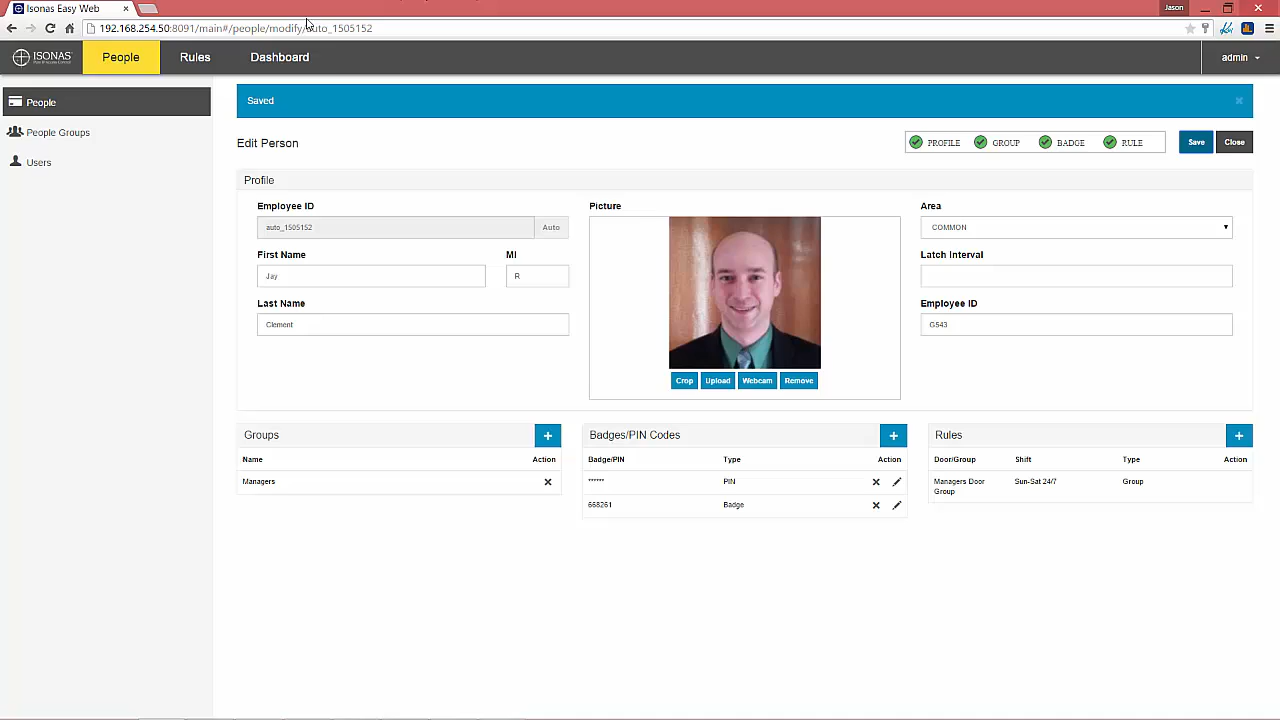 Isonas Easy Web
Jason
192.168.254.50:8091/main#/people/modify/auto_1505152
ISONAS
People
Rules
Dashboard
admin
People
People Groups
Users
Saved
Edit Person
PROFILE
GROUP
BADGE
RULE
Save
Close
Profile
Employee ID
auto_1505152
Auto
First Name
MI
Jay
R
Last Name
Clement
Picture
Crop
Upload
Webcam
Remove
Area
COMMON
Latch Interval
Employee ID
G543
Groups
Name
Action
Managers
Badges/PIN Codes
Badge/PIN
Type
Action
******
PIN
668261
Badge
Rules
Door/Group
Shift
Type
Action
Managers Door
Group
Sun-Sat 24/7
Group